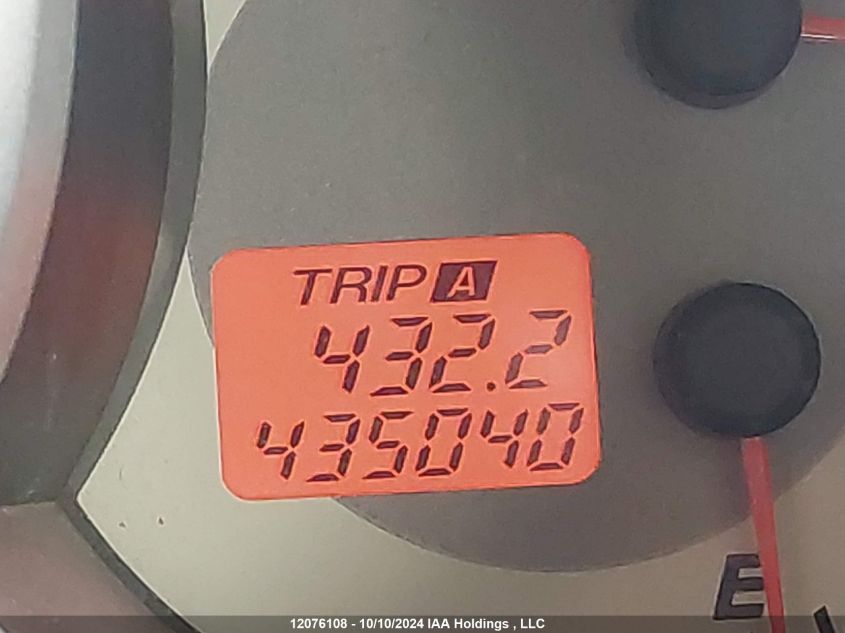 TRIP A
432.2
435040
E
12076108 - 10/10/2024 IAA Holdings , LLC